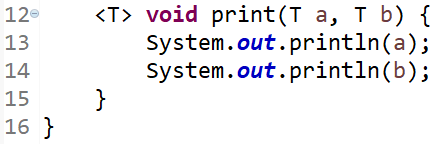 12 <T> void print(T a, T b) {
13 System.out.println(a);
14 System.out.println(b);
15 }
16 }